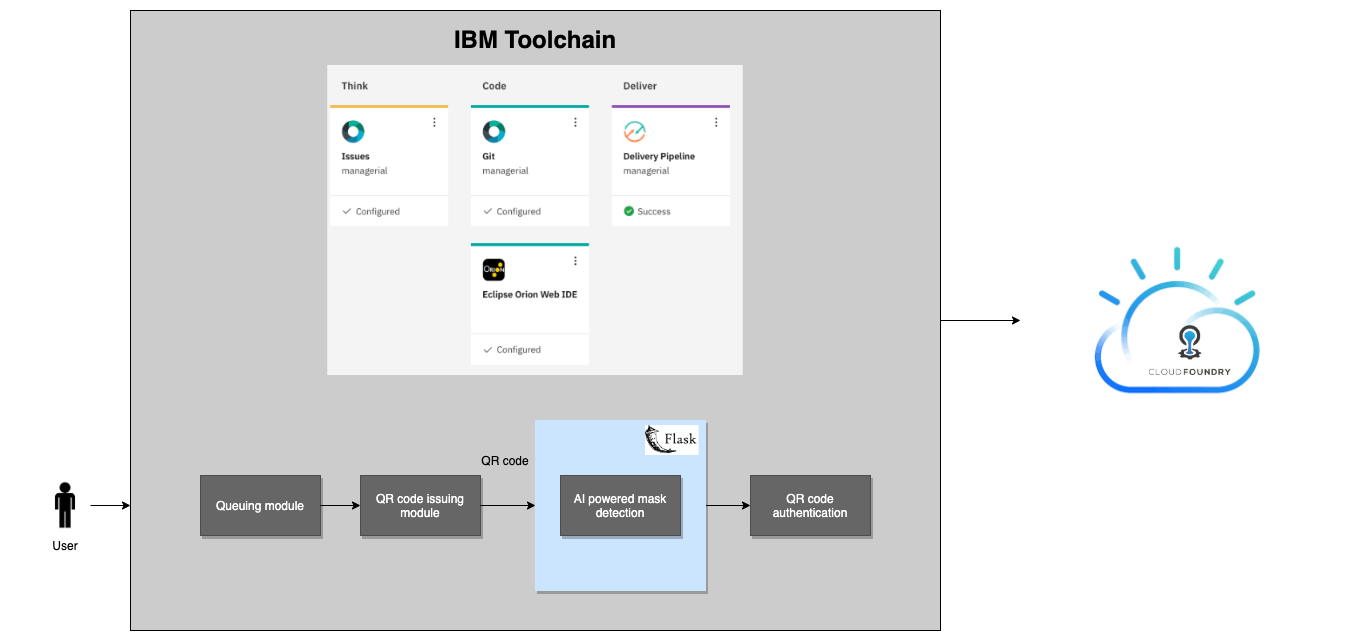 IBM Toolchain
Think
Code
Deliver
Issues
managerial
Configured
Git
managerial
Configured
Delivery Pipeline
managerial
Success
ORION
Eclipse Orion Web IDE
Configured
CLOUD FOUNDRY
User
Queuing module
QR code issuing
module
QR code
Flask
AI powered mask
detection
QR code
authentication